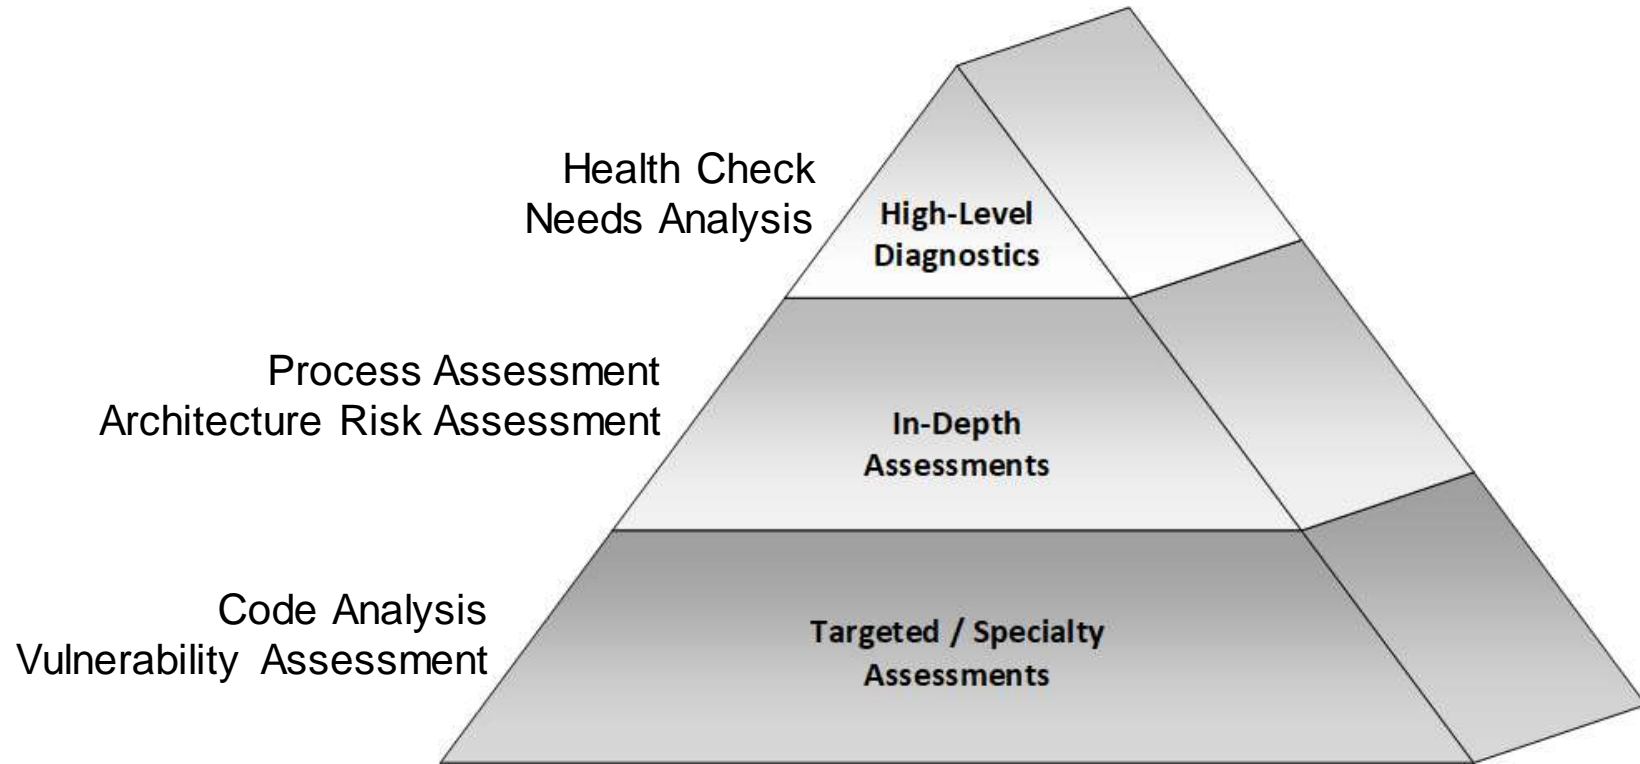 Health Check
Needs Analysis
High-Level
Diagnostics
Process Assessment
Architecture Risk Assessment
In-Depth
Assessments
Code Analysis
Vulnerability Assessment
Targeted / Specialty
Assessments